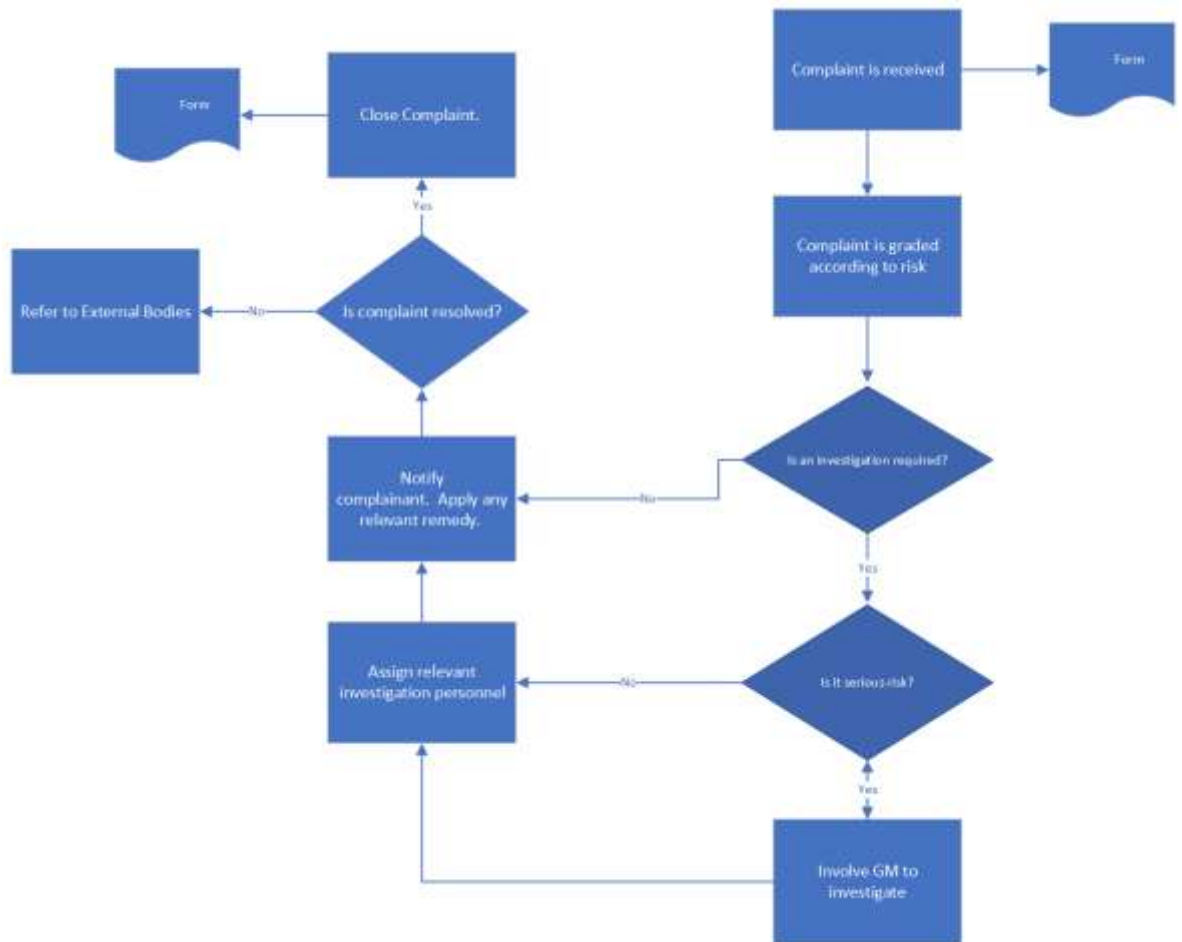 Complaint is received
Form
Complaint is graded
according to risk
Is an investigation required?
No
Yes
Is it serious-risk?
No
Yes
Involve GM to
investigate
Assign relevant
investigation personnel
Notify
complainant.  Apply any
relevant remedy.
Is complaint resolved?
No
Refer to External Bodies
Yes
Close Complaint.
Form